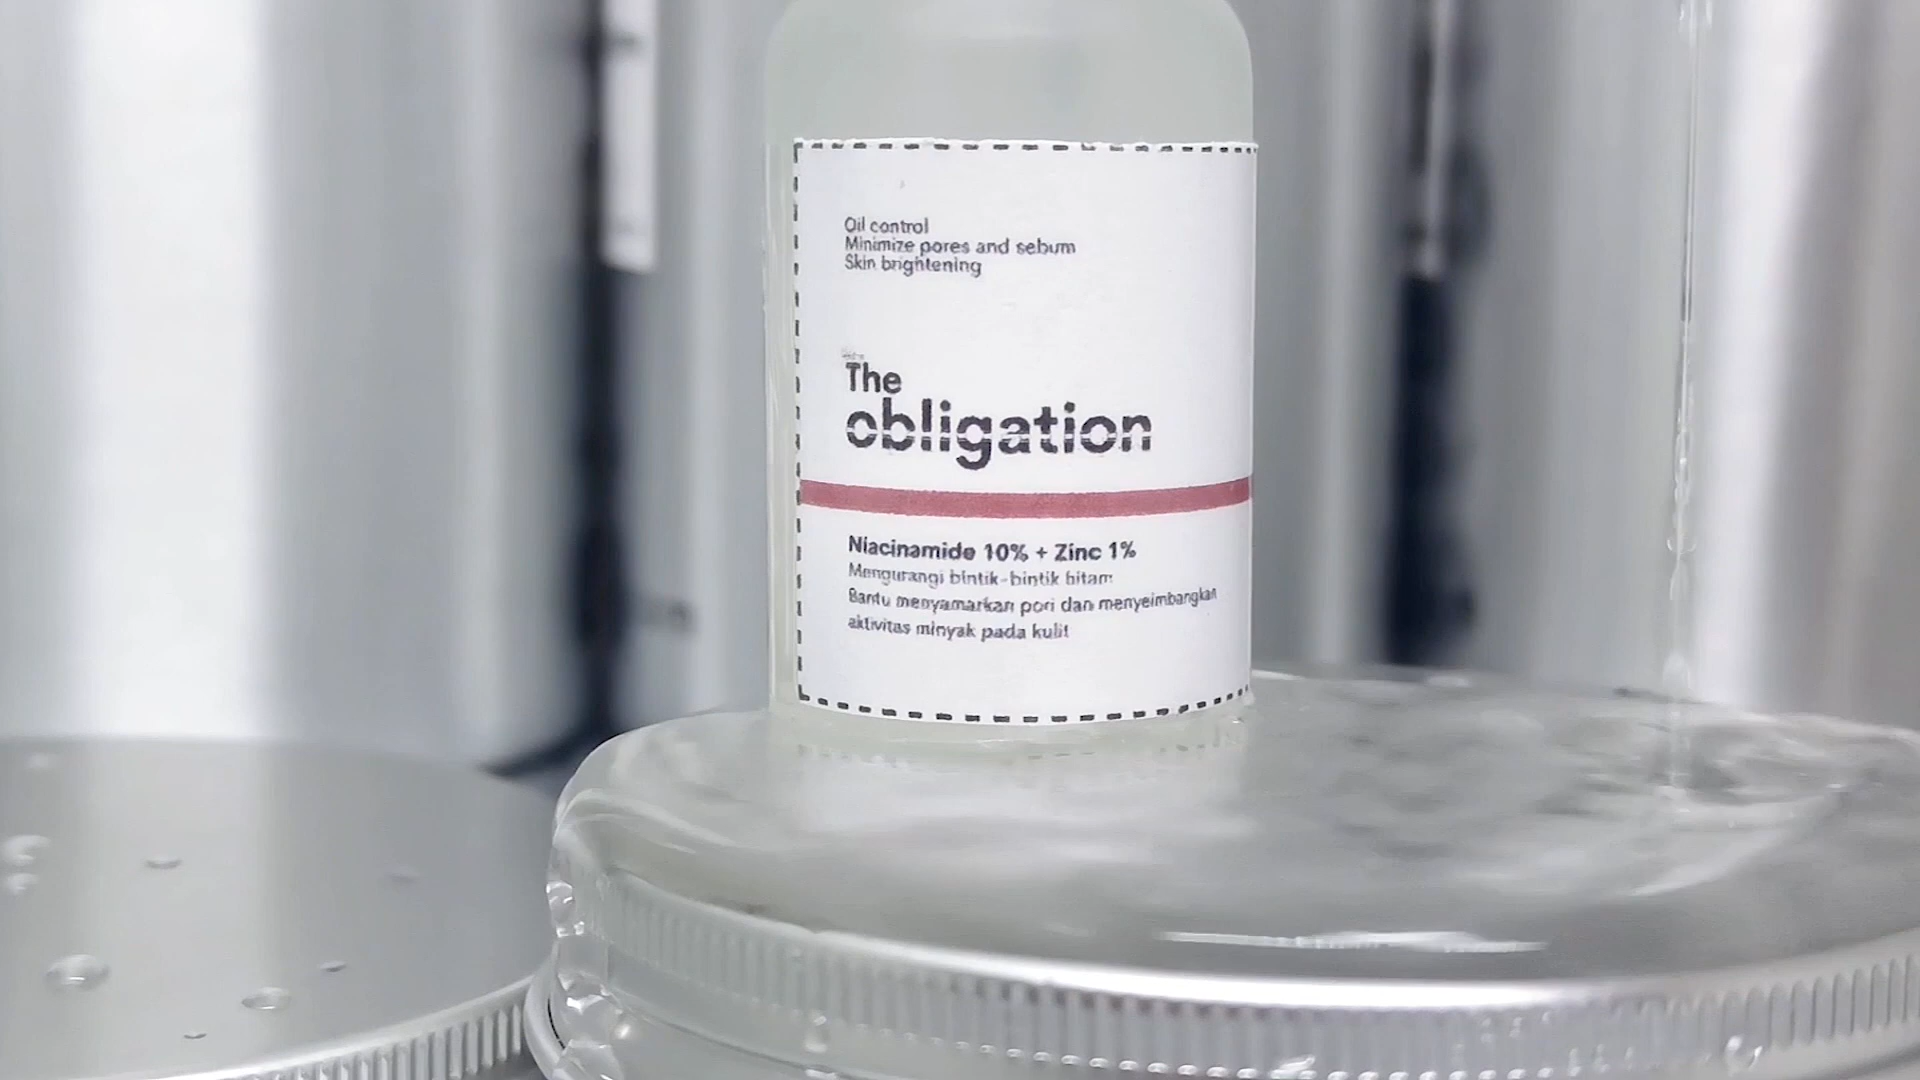 Oil control
Minimize pores and sebum
Skin brightening
The
obligation
Niacinamide 10% + Zinc 1%
Mengurangi bintik-bintik hitam
Bantu menyamarkan pori dan menyeimbangkan
aktivitas minyak pada kulit